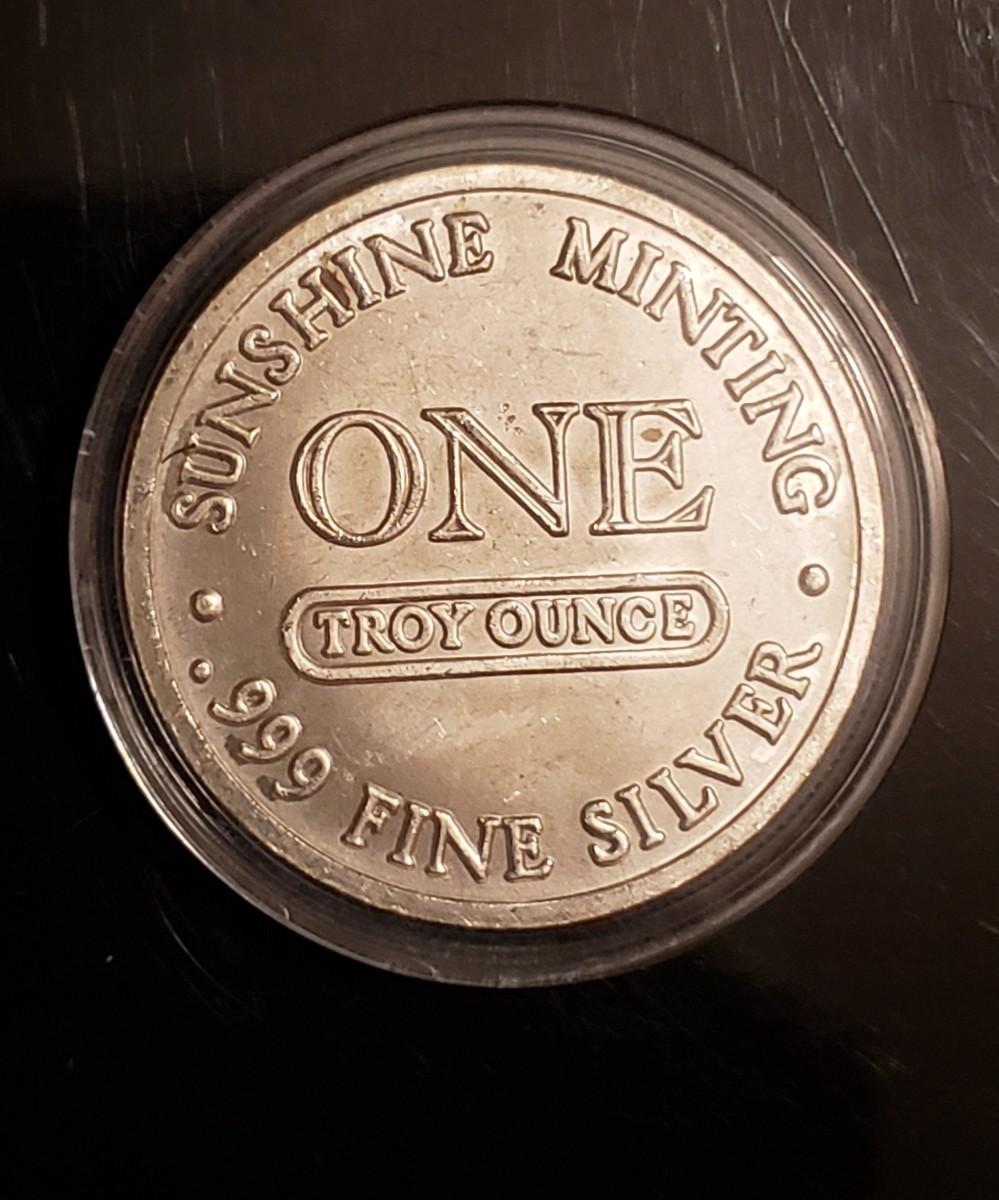 SUNSHINE MINTING
ONE
TROY OUNCE
.999 FINE SILVER